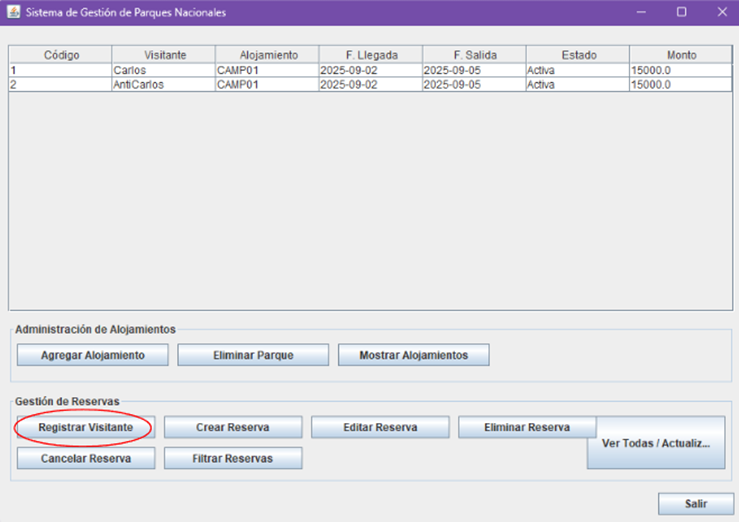 Sistema de Gestión de Parques Nacionales
Código Visitante Alojamiento F. Llegada F. Salida Estado Monto
1 Carlos CAMP01 2025-09-02 2025-09-05 Activa 15000.0
2 AntiCarlos CAMP01 2025-09-02 2025-09-05 Activa 15000.0
Administración de Alojamientos
Agregar Alojamiento Eliminar Parque Mostrar Alojamientos
Gestión de Reservas
Registrar Visitante Crear Reserva Editar Reserva Eliminar Reserva
Ver Todas / Actualiz...
Cancelar Reserva Filtrar Reservas
Salir